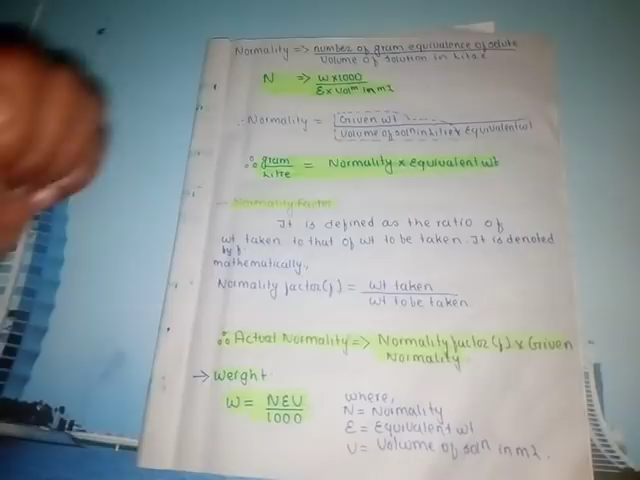 Normality => number of gram equivalence of solute
Volume of solution in Litre
N => W×1000
E×Volm in mL
∴ Normality = Given wt
Volume of soln in litre × Equivalent wt
∴ gram = Normality × equivalent wt
Litre
Normality Factor
It is defined as the ratio of
wt taken to that of wt to be taken. It is denoted
by f.
mathematically,
Normality factor(f) = wt taken
wt to be taken
∴ Actual Normality => Normality factor(f) × Given
Normality
→ Weight
W = NEV
1000
where,
N = Normality
E = Equivalent wt
V = Volume of soln in mL.